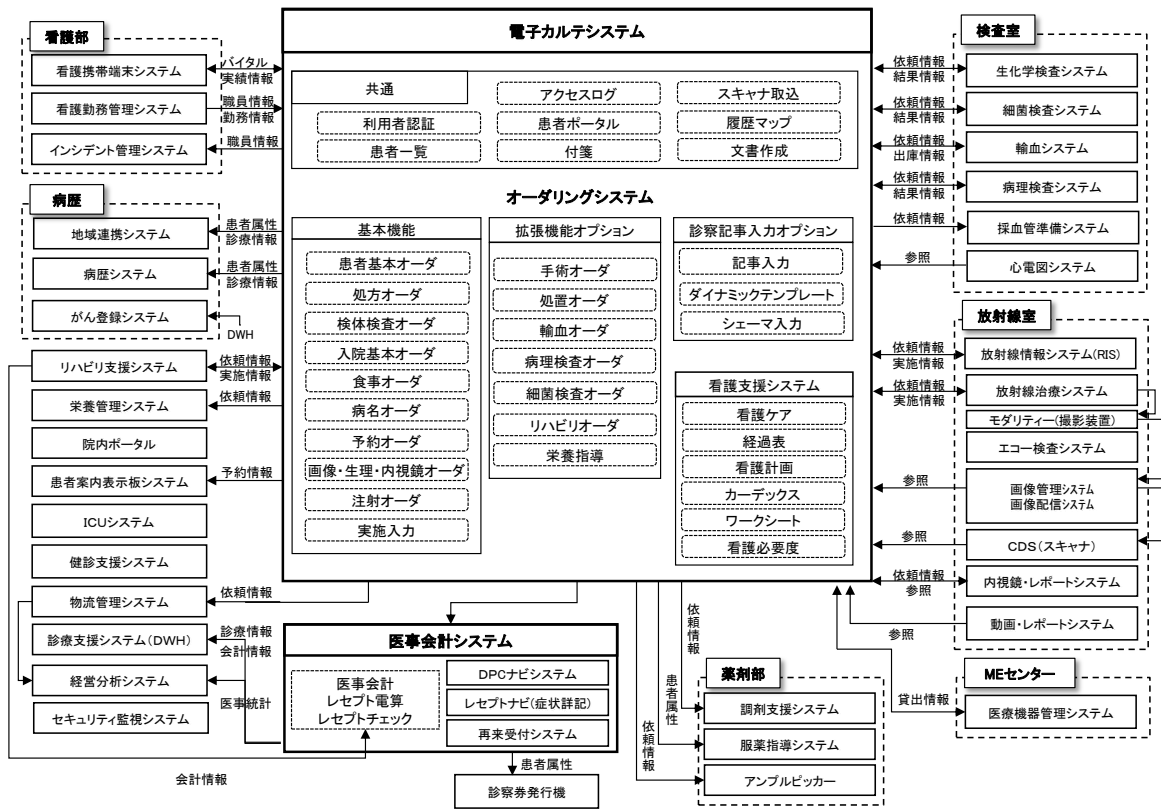 電子カルテシステム
共通
アクセスログ
スキャナ取込
利用者認証
患者ポータル
履歴マップ
患者一覧
付箋
文書作成
オーダリングシステム
基本機能
患者基本オーダ
処方オーダ
検体検査オーダ
入院基本オーダ
食事オーダ
病名オーダ
予約オーダ
画像・生理・内視鏡オーダ
注射オーダ
実施入力
拡張機能オプション
手術オーダ
処置オーダ
輸血オーダ
病理検査オーダ
細菌検査オーダ
リハビリオーダ
栄養指導
診察記事入力オプション
記事入力
ダイナミックテンプレート
シェーマ入力
看護支援システム
看護ケア
経過表
看護計画
カーデックス
ワークシート
看護必要度
看護部
看護携帯端末システム
バイタル
実績情報
看護勤務管理システム
職員情報
勤務情報
インシデント管理システム
職員情報
病歴
地域連携システム
患者属性
診療情報
病歴システム
患者属性
診療情報
がん登録システム
DWH
リハビリ支援システム
依頼情報
実施情報
栄養管理システム
依頼情報
院内ポータル
患者案内表示板システム
予約情報
ICUシステム
健診支援システム
物流管理システム
依頼情報
診療支援システム(DWH)
診療情報
会計情報
経営分析システム
医事統計
セキュリティ監視システム
会計情報
医事会計システム
医事会計
レセプト電算
レセプトチェック
DPCナビシステム
レセプトナビ(症状詳記)
再来受付システム
患者属性
診察券発行機
検査室
依頼情報
結果情報
生化学検査システム
依頼情報
結果情報
細菌検査システム
依頼情報
出庫情報
輸血システム
依頼情報
結果情報
病理検査システム
依頼情報
採血管準備システム
参照
心電図システム
放射線室
依頼情報
実施情報
放射線情報システム(RIS)
依頼情報
実施情報
放射線治療システム
モダリティー(撮影装置)
エコー検査システム
参照
画像管理システム
画像配信システム
参照
CDS(スキャナ)
依頼情報
参照
内視鏡・レポートシステム
参照
動画・レポートシステム
MEセンター
貸出情報
医療機器管理システム
薬剤部
依頼情報
調剤支援システム
患者属性
服薬指導システム
依頼情報
アンプルピッカー